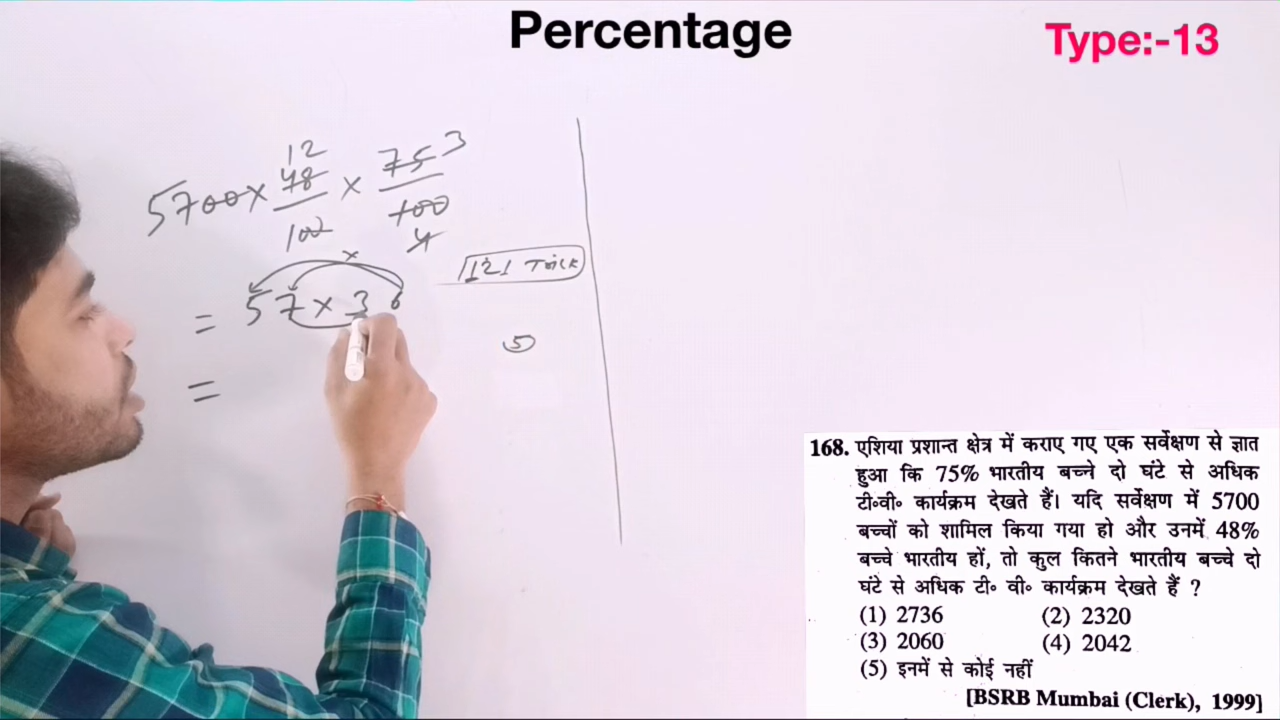 Percentage
Type:-13
12
5700 × 48/100 × 75/100 3
4
×
121 Trick
= 57 × 36
5
=
168. एशिया प्रशान्त क्षेत्र में कराए गए एक सर्वेक्षण से ज्ञात
हुआ कि 75% भारतीय बच्चे दो घंटे से अधिक
टी॰वी॰ कार्यक्रम देखते हैं। यदि सर्वेक्षण में 5700
बच्चों को शामिल किया गया हो और उनमें 48%
बच्चे भारतीय हों, तो कुल कितने भारतीय बच्चे दो
घंटे से अधिक टी॰ वी॰ कार्यक्रम देखते हैं ?
(1) 2736 (2) 2320
(3) 2060 (4) 2042
(5) इनमें से कोई नहीं
[BSRB Mumbai (Clerk), 1999]